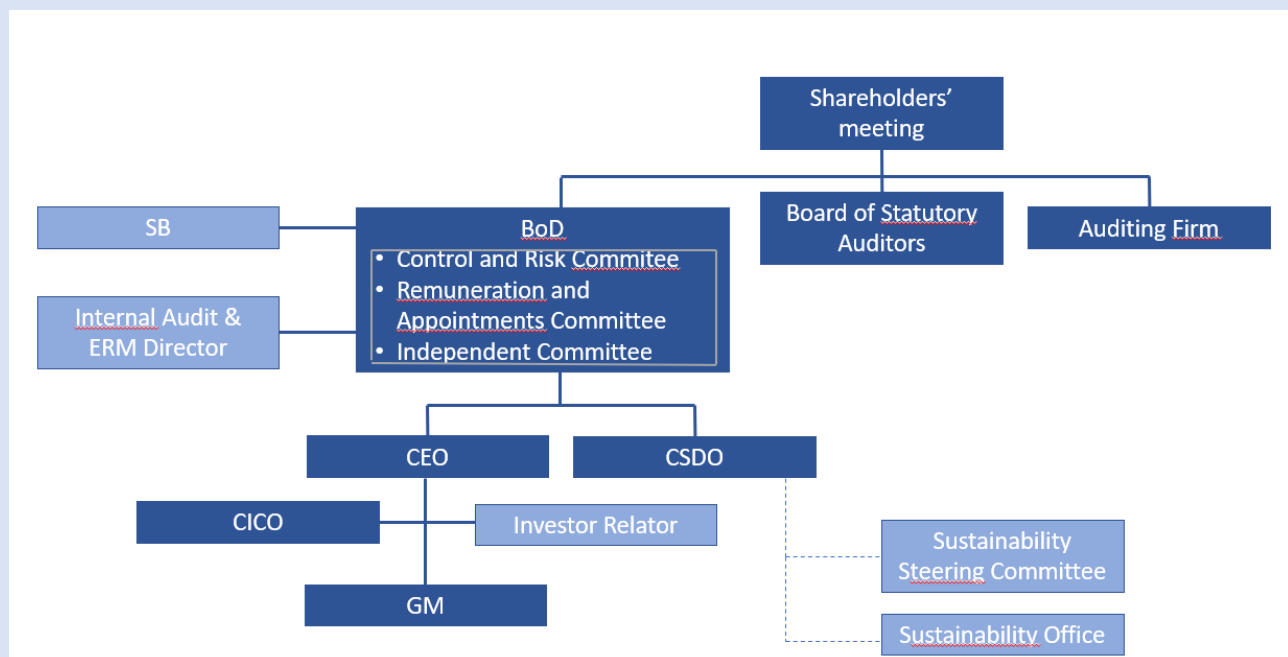 Shareholders'
meeting
SB
BoD
• Control and Risk Commitee
• Remuneration and
Appointments Committee
• Independent Committee
Board of Statutory
Auditors
Auditing Firm
Internal Audit &
ERM Director
CEO
CSDO
CICO
Investor Relator
GM
Sustainability
Steering Committee
Sustainability Office